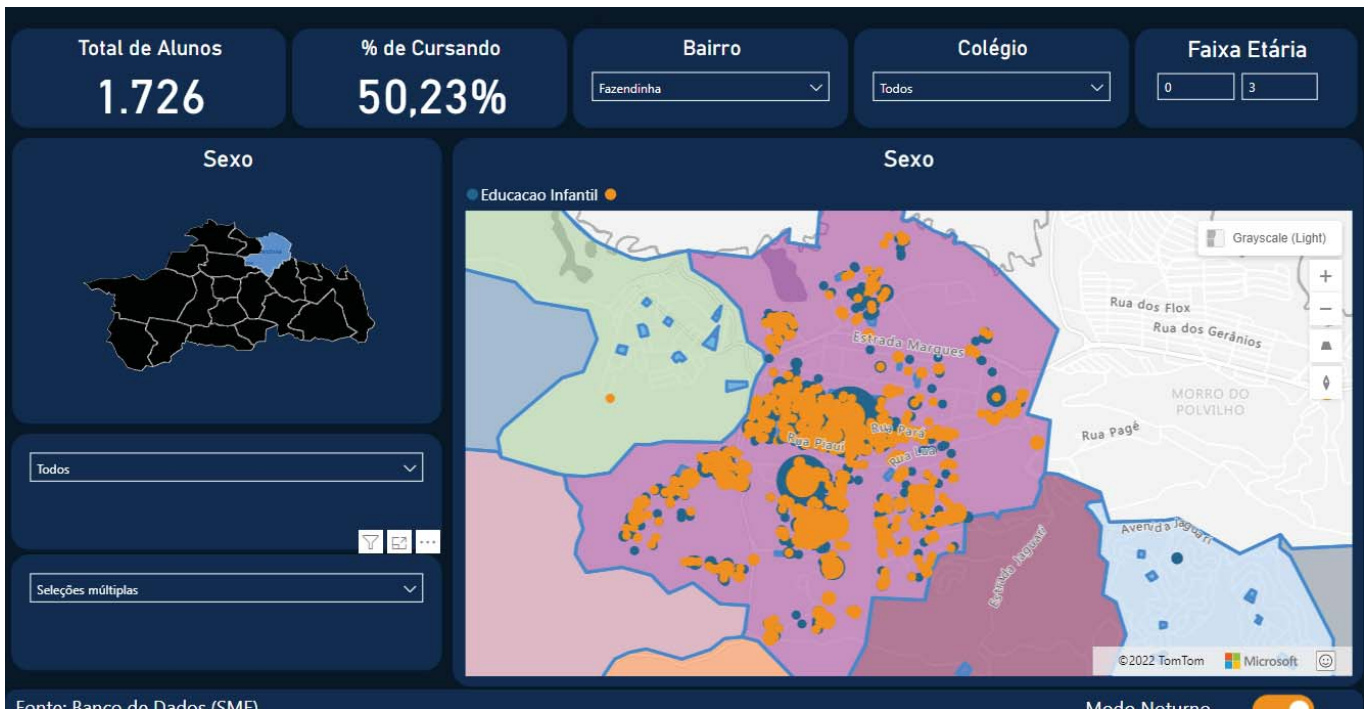 Total de Alunos
1.726
% de Cursando
50,23%
Bairro
Fazendinha
Colégio
Todos
Faixa Etária
0
3
Sexo
Sexo
Educacao Infantil
Grayscale (Light)
Rua dos Flox
Rua dos Gerânios
Estrada Marques
MORRO DO
POLVILHO
Rua Pará
Rua Piauí
Rua Lua
Rua Pagé
Avenida Jaguari
Estrada Jaguari
Todos
Seleções múltiplas
©2022 TomTom
Microsoft
Fonte: Banco de Dados (SME)
Modo Noturno